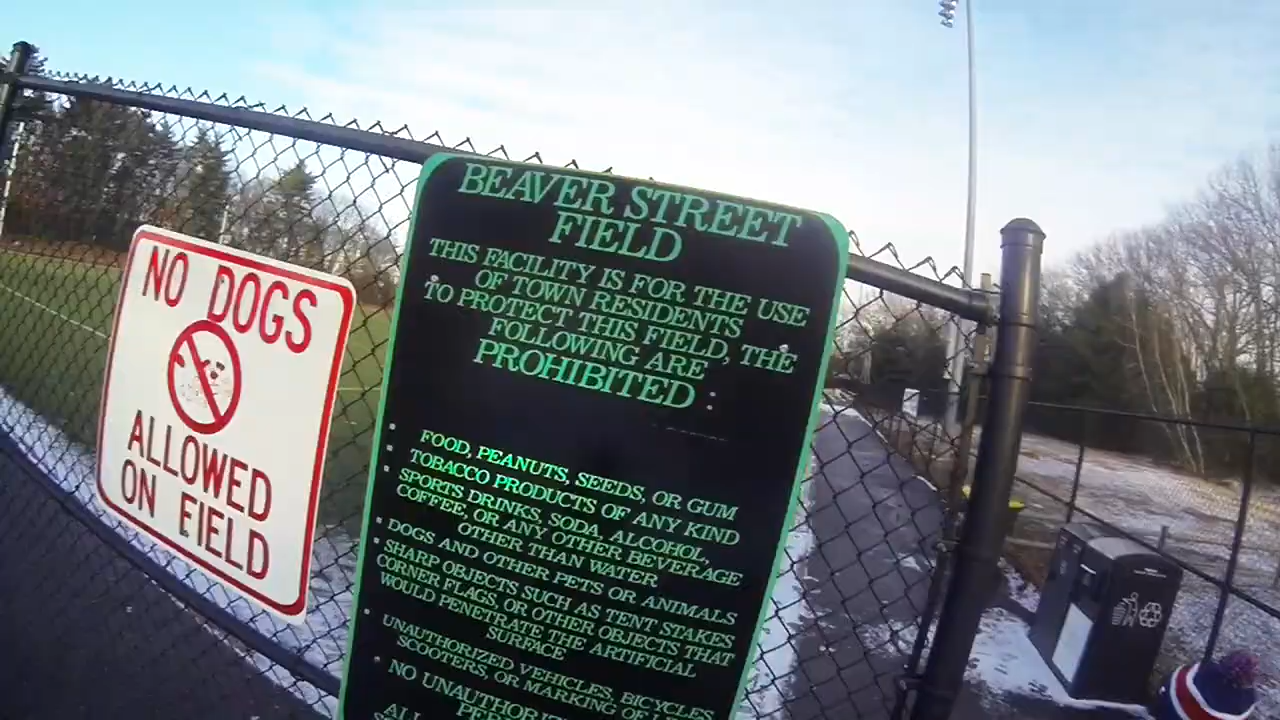 NO DOGS
ALLOWED
ON FIELD
BEAVER STREET
FIELD
THIS FACILITY IS FOR THE USE
OF TOWN RESIDENTS
TO PROTECT THIS FIELD, THE
FOLLOWING ARE
PROHIBITED :
• FOOD, PEANUTS, SEEDS, OR GUM
• TOBACCO PRODUCTS OF ANY KIND
• SPORTS DRINKS, SODA, ALCOHOL,
COFFEE, OR ANY OTHER BEVERAGE
OTHER THAN WATER
• DOGS AND OTHER PETS OR ANIMALS
• SHARP OBJECTS SUCH AS TENT STAKES
CORNER FLAGS, OR OTHER OBJECTS THAT
WOULD PENETRATE THE ARTIFICIAL
SURFACE
• UNAUTHORIZED VEHICLES, BICYCLES
SCOOTERS, OR MARKING OF
• NO
ALL